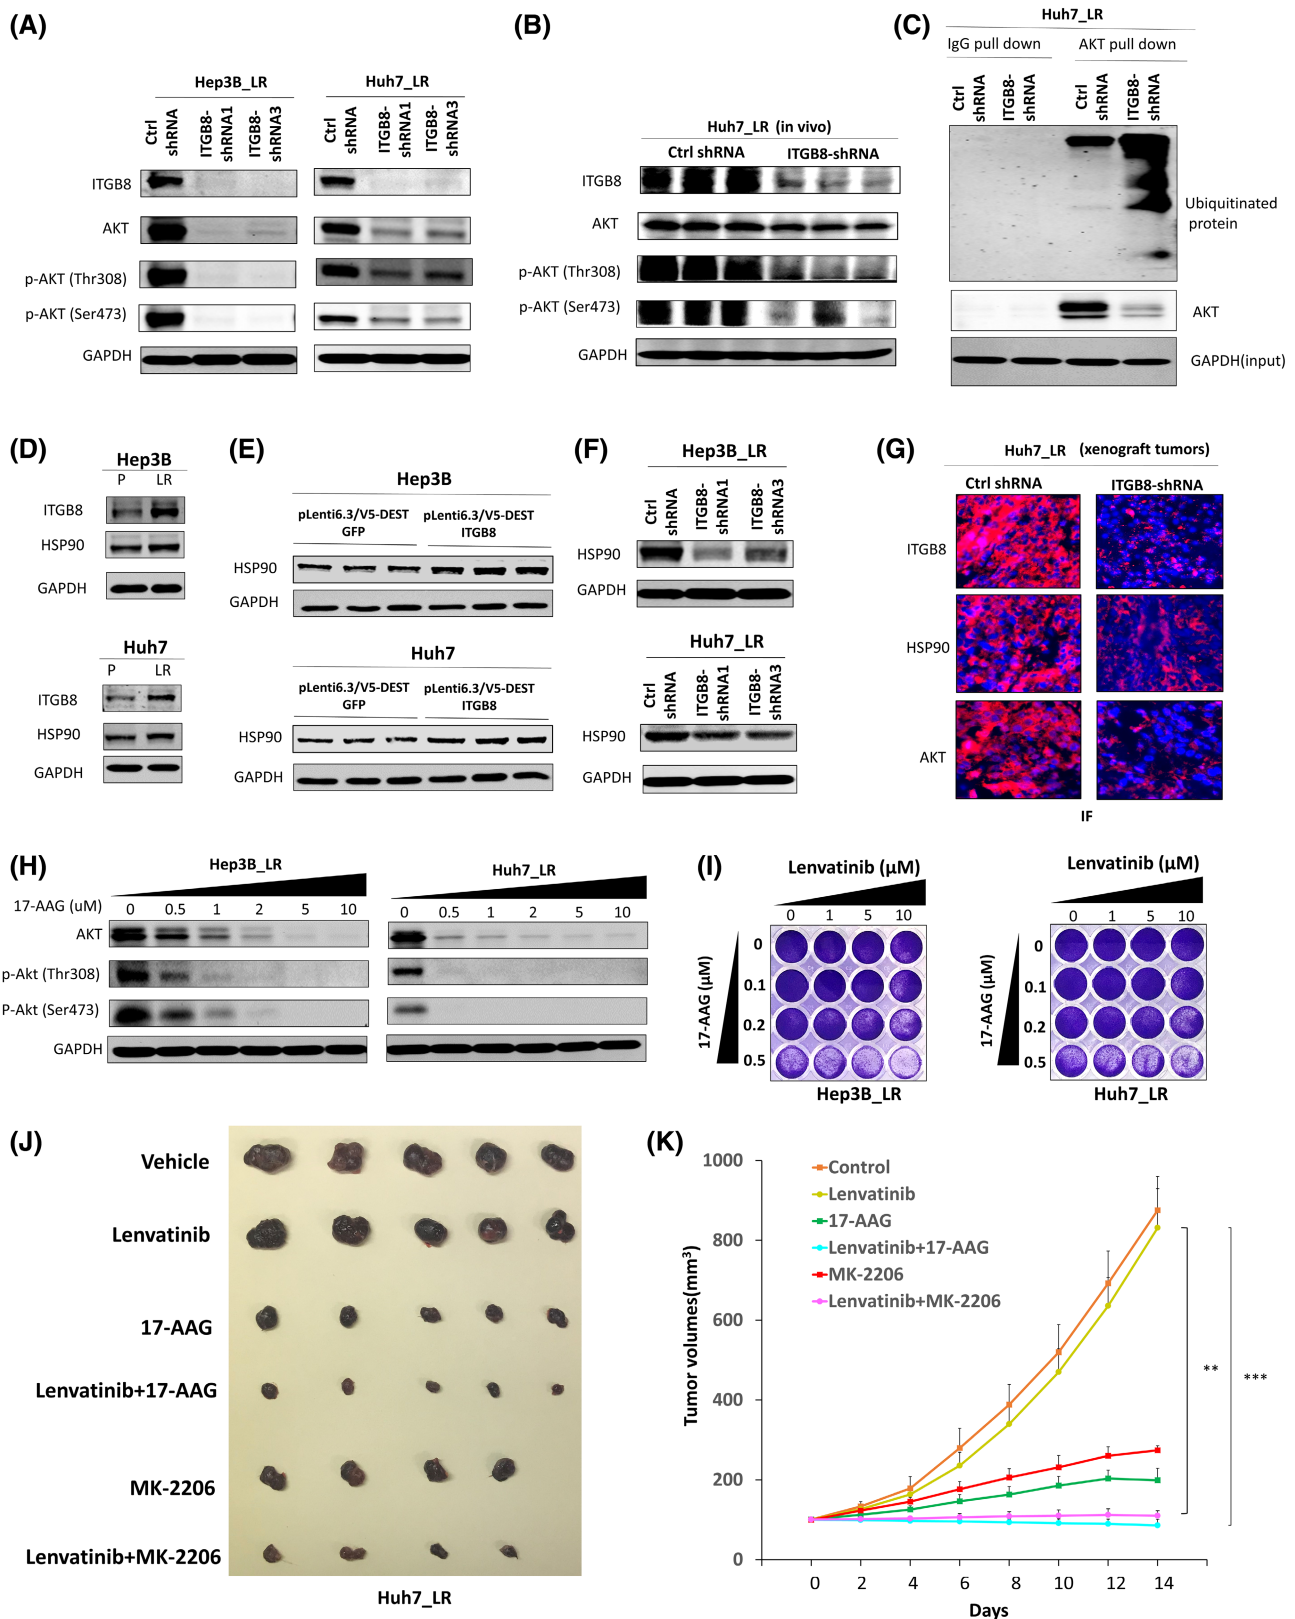 (A)
Hep3B_LR
Huh7_LR
Ctrl shRNA
ITGB8-shRNA1
ITGB8-shRNA3
Ctrl shRNA
ITGB8-shRNA1
ITGB8-shRNA3
ITGB8
AKT
p-AKT (Thr308)
p-AKT (Ser473)
GAPDH
(B)
Huh7_LR (in vivo)
Ctrl shRNA
ITGB8-shRNA
ITGB8
AKT
p-AKT (Thr308)
p-AKT (Ser473)
GAPDH
(C)
Huh7_LR
IgG pull down
AKT pull down
Ctrl shRNA
ITGB8-shRNA
Ctrl shRNA
ITGB8-shRNA
Ubiquitinated
protein
AKT
GAPDH(input)
(D)
Hep3B
P LR
ITGB8
HSP90
GAPDH
Huh7
P LR
ITGB8
HSP90
GAPDH
(E)
Hep3B
pLenti6.3/V5-DEST
GFP
pLenti6.3/V5-DEST
ITGB8
HSP90
GAPDH
Huh7
pLenti6.3/V5-DEST
GFP
pLenti6.3/V5-DEST
ITGB8
HSP90
GAPDH
(F)
Hep3B_LR
Ctrl shRNA
ITGB8-shRNA1
ITGB8-shRNA3
HSP90
GAPDH
Huh7_LR
Ctrl shRNA
ITGB8-shRNA1
ITGB8-shRNA3
HSP90
GAPDH
(G)
Huh7_LR (xenograft tumors)
Ctrl shRNA
ITGB8-shRNA
ITGB8
HSP90
AKT
IF
(H)
Hep3B_LR
Huh7_LR
17-AAG (uM) 0 0.5 1 2 5 10
0 0.5 1 2 5 10
AKT
p-Akt (Thr308)
P-Akt (Ser473)
GAPDH
(I)
Lenvatinib (μM)
0 1 5 10
17-AAG (μM)
0
0.1
0.2
0.5
Hep3B_LR
Lenvatinib (μM)
0 1 5 10
17-AAG (μM)
0
0.1
0.2
0.5
Huh7_LR
(J)
Vehicle
Lenvatinib
17-AAG
Lenvatinib+17-AAG
MK-2206
Lenvatinib+MK-2206
Huh7_LR
(K)
Tumor volumes(mm³)
1000
800
600
400
200
0
Control
Lenvatinib
17-AAG
Lenvatinib+17-AAG
MK-2206
Lenvatinib+MK-2206
**
***
0 2 4 6 8 10 12 14
Days